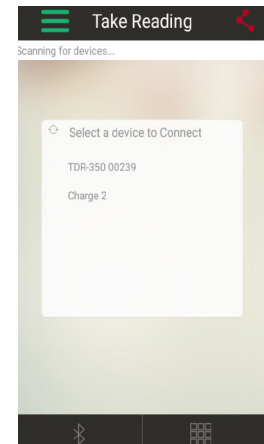 Take Reading
Scanning for devices...
Select a device to Connect
TDR-350 00239
Charge 2